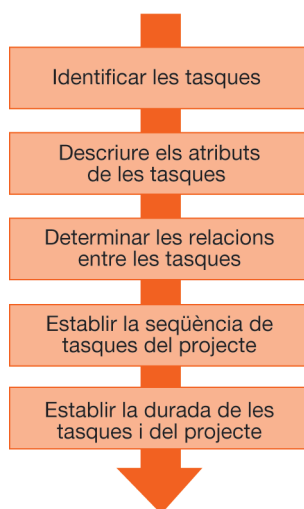 Identificar les tasques
Descriure els atributs
de les tasques
Determinar les relacions
entre les tasques
Establir la seqüència de
tasques del projecte
Establir la durada de les
tasques i del projecte